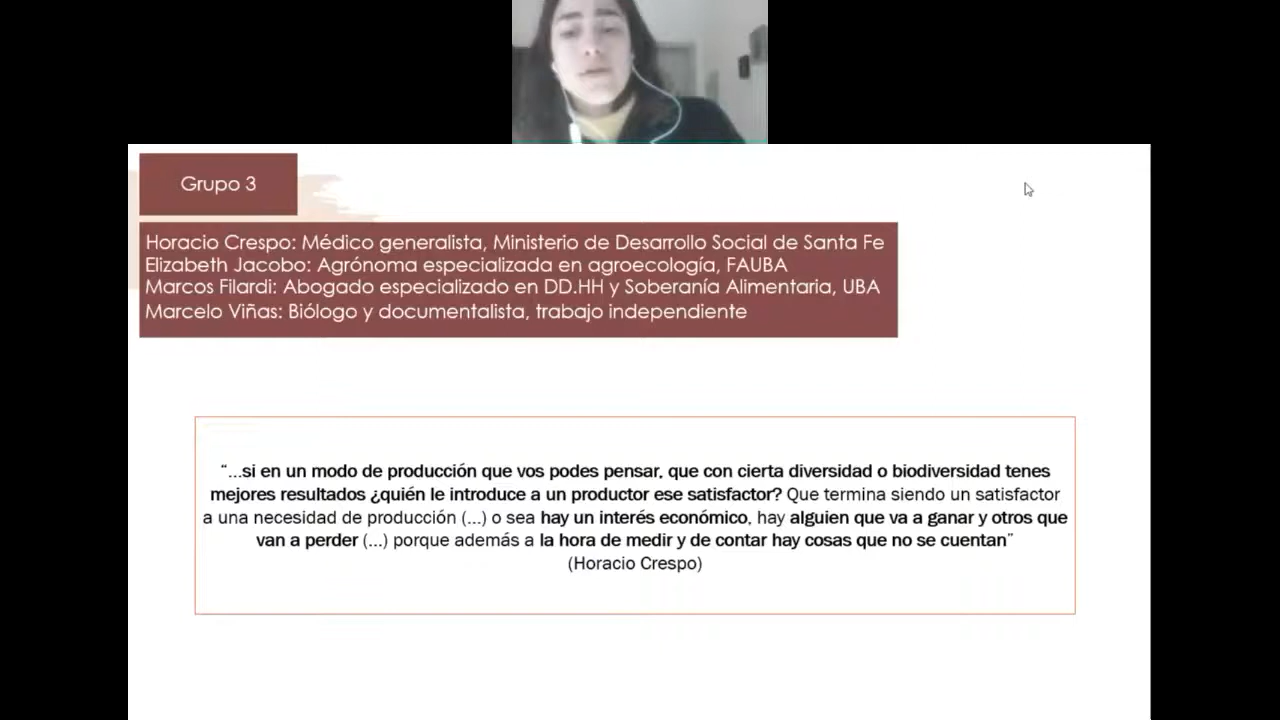 Grupo 3
Horacio Crespo: Médico generalista, Ministerio de Desarrollo Social de Santa Fe
Elizabeth Jacobo: Agrónoma especializada en agroecología, FAUBA
Marcos Filardi: Abogado especializado en DD.HH y Soberanía Alimentaria, UBA
Marcelo Viñas: Biólogo y documentalista, trabajo independiente
“...si en un modo de producción que vos podes pensar, que con cierta diversidad o biodiversidad tenes
mejores resultados ¿quién le introduce a un productor ese satisfactor? Que termina siendo un satisfactor
a una necesidad de producción (...) o sea hay un interés económico, hay alguien que va a ganar y otros que
van a perder (...) porque además a la hora de medir y de contar hay cosas que no se cuentan”
(Horacio Crespo)